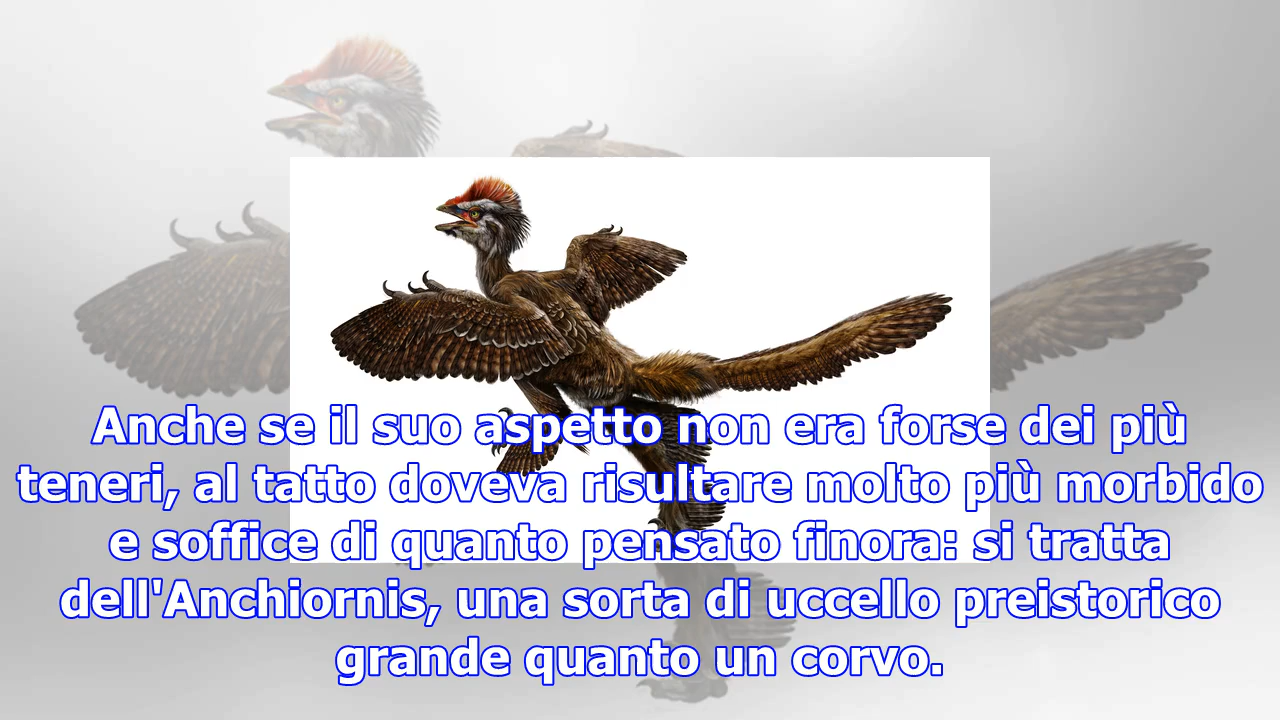 Anche se il suo aspetto non era forse dei più
teneri, al tatto doveva risultare molto più morbido
e soffice di quanto pensato finora: si tratta
dell'Anchiornis, una sorta di uccello preistorico
grande quanto un corvo.